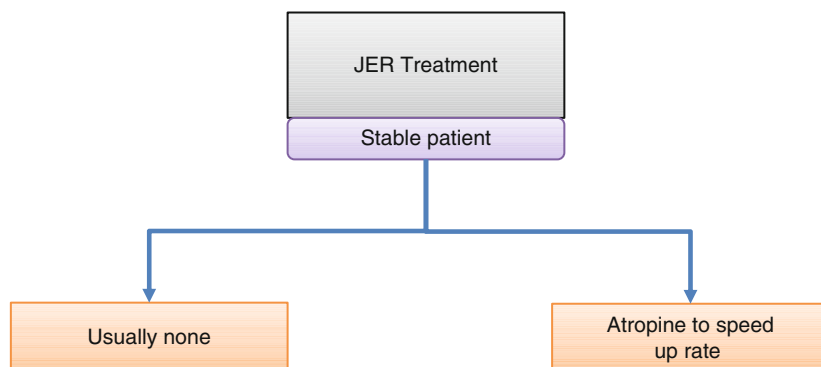 JER Treatment
Stable patient
Usually none
Atropine to speed
up rate